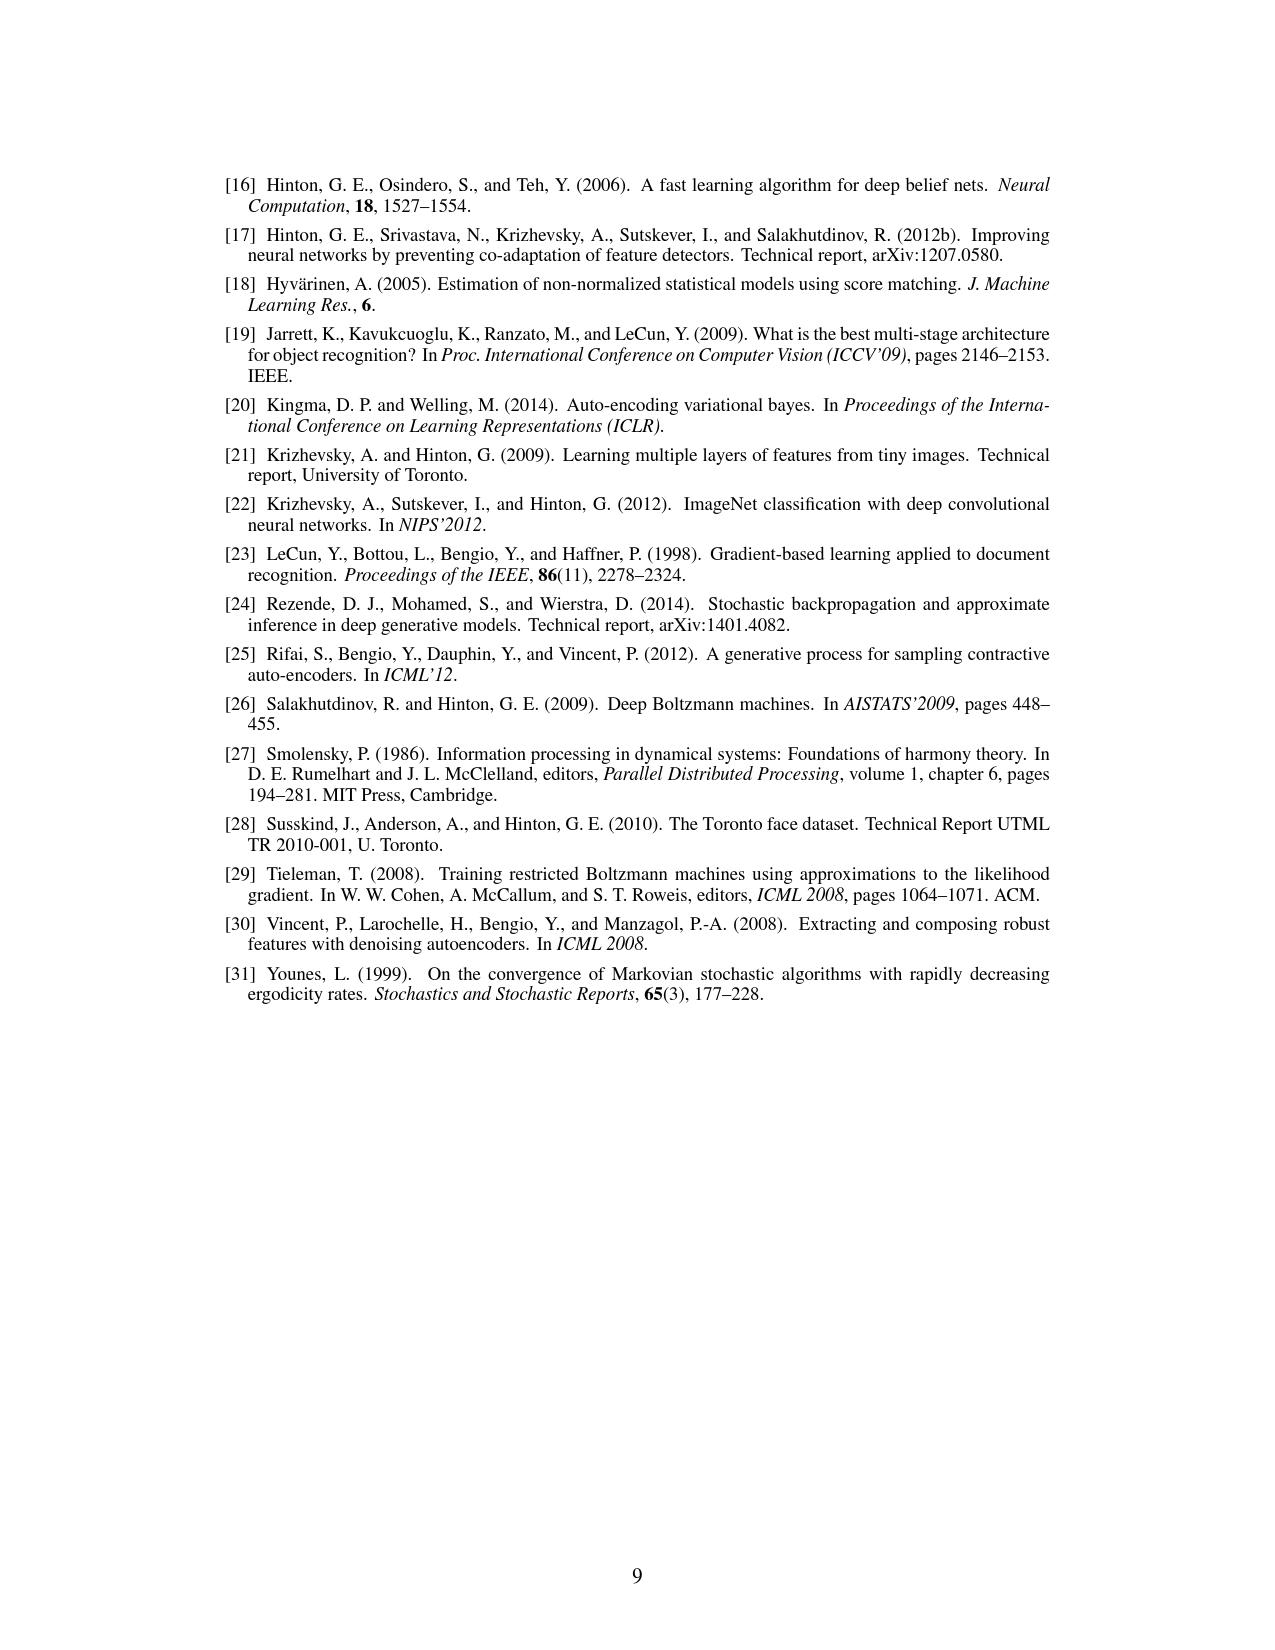 [16] Hinton, G. E., Osindero, S., and Teh, Y. (2006). A fast learning algorithm for deep belief nets. Neural
Computation, 18, 1527–1554.
[17] Hinton, G. E., Srivastava, N., Krizhevsky, A., Sutskever, I., and Salakhutdinov, R. (2012b). Improving
neural networks by preventing co-adaptation of feature detectors. Technical report, arXiv:1207.0580.
[18] Hyvärinen, A. (2005). Estimation of non-normalized statistical models using score matching. J. Machine
Learning Res., 6.
[19] Jarrett, K., Kavukcuoglu, K., Ranzato, M., and LeCun, Y. (2009). What is the best multi-stage architecture
for object recognition? In Proc. International Conference on Computer Vision (ICCV’09), pages 2146–2153.
IEEE.
[20] Kingma, D. P. and Welling, M. (2014). Auto-encoding variational bayes. In Proceedings of the Interna-
tional Conference on Learning Representations (ICLR).
[21] Krizhevsky, A. and Hinton, G. (2009). Learning multiple layers of features from tiny images. Technical
report, University of Toronto.
[22] Krizhevsky, A., Sutskever, I., and Hinton, G. (2012). ImageNet classification with deep convolutional
neural networks. In NIPS’2012.
[23] LeCun, Y., Bottou, L., Bengio, Y., and Haffner, P. (1998). Gradient-based learning applied to document
recognition. Proceedings of the IEEE, 86(11), 2278–2324.
[24] Rezende, D. J., Mohamed, S., and Wierstra, D. (2014). Stochastic backpropagation and approximate
inference in deep generative models. Technical report, arXiv:1401.4082.
[25] Rifai, S., Bengio, Y., Dauphin, Y., and Vincent, P. (2012). A generative process for sampling contractive
auto-encoders. In ICML’12.
[26] Salakhutdinov, R. and Hinton, G. E. (2009). Deep Boltzmann machines. In AISTATS’2009, pages 448–
455.
[27] Smolensky, P. (1986). Information processing in dynamical systems: Foundations of harmony theory. In
D. E. Rumelhart and J. L. McClelland, editors, Parallel Distributed Processing, volume 1, chapter 6, pages
194–281. MIT Press, Cambridge.
[28] Susskind, J., Anderson, A., and Hinton, G. E. (2010). The Toronto face dataset. Technical Report UTML
TR 2010-001, U. Toronto.
[29] Tieleman, T. (2008). Training restricted Boltzmann machines using approximations to the likelihood
gradient. In W. W. Cohen, A. McCallum, and S. T. Roweis, editors, ICML 2008, pages 1064–1071. ACM.
[30] Vincent, P., Larochelle, H., Bengio, Y., and Manzagol, P.-A. (2008). Extracting and composing robust
features with denoising autoencoders. In ICML 2008.
[31] Younes, L. (1999). On the convergence of Markovian stochastic algorithms with rapidly decreasing
ergodicity rates. Stochastics and Stochastic Reports, 65(3), 177–228.
9